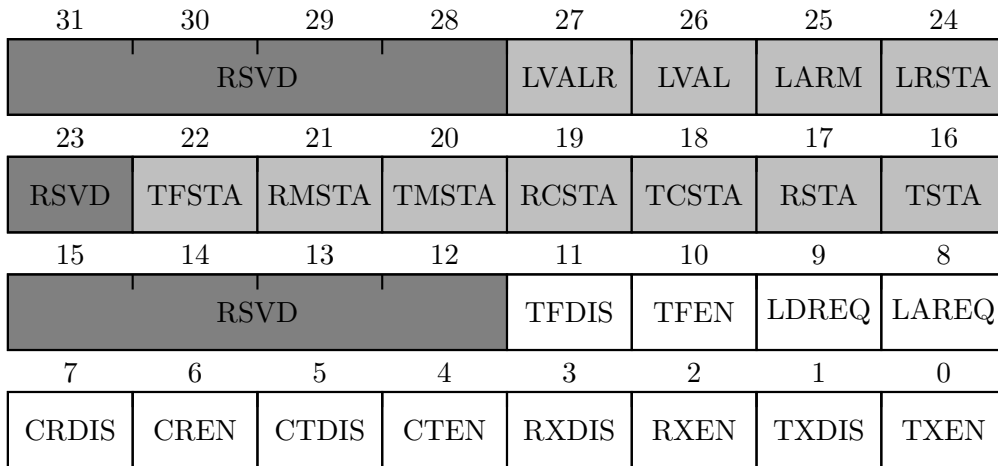 31 30 29 28 27 26 25 24
RSVD LVALR LVAL LARM LRSTA
23 22 21 20 19 18 17 16
RSVD TFSTA RMSTA TMSTA RCSTA TCSTA RSTA TSTA
15 14 13 12 11 10 9 8
RSVD TFDIS TFEN LDREQ LAREQ
7 6 5 4 3 2 1 0
CRDIS CREN CTDIS CTEN RXDIS RXEN TXDIS TXEN